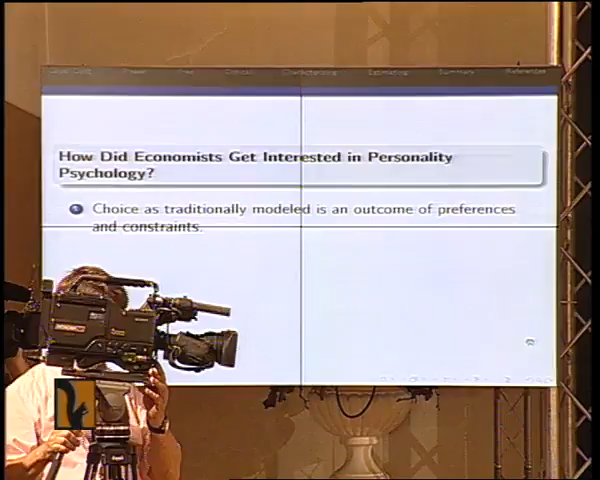 How Did Economists Get Interested in Personality
Psychology?
1 Choice as traditionally modeled is an outcome of preferences
and constraints.